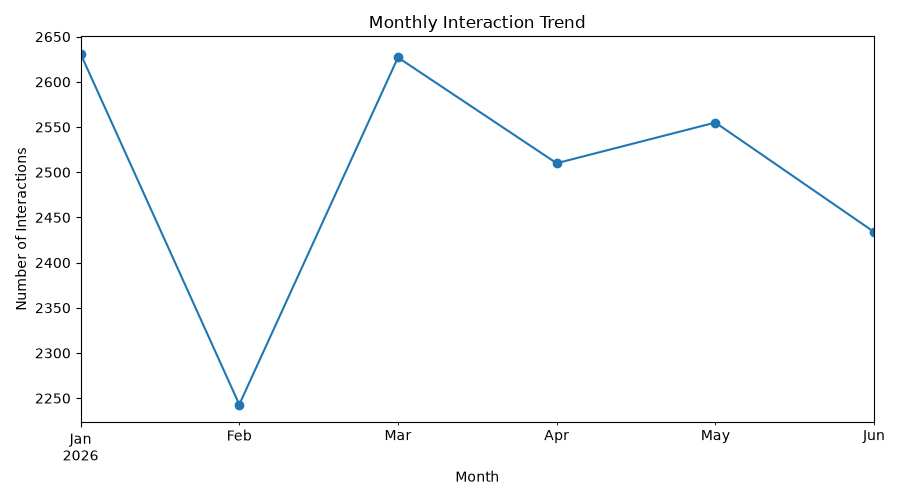 Monthly Interaction Trend
Number of Interactions
2650
2600
2550
2500
2450
2400
2350
2300
2250
Jan Feb Mar Apr May Jun
2026
Month